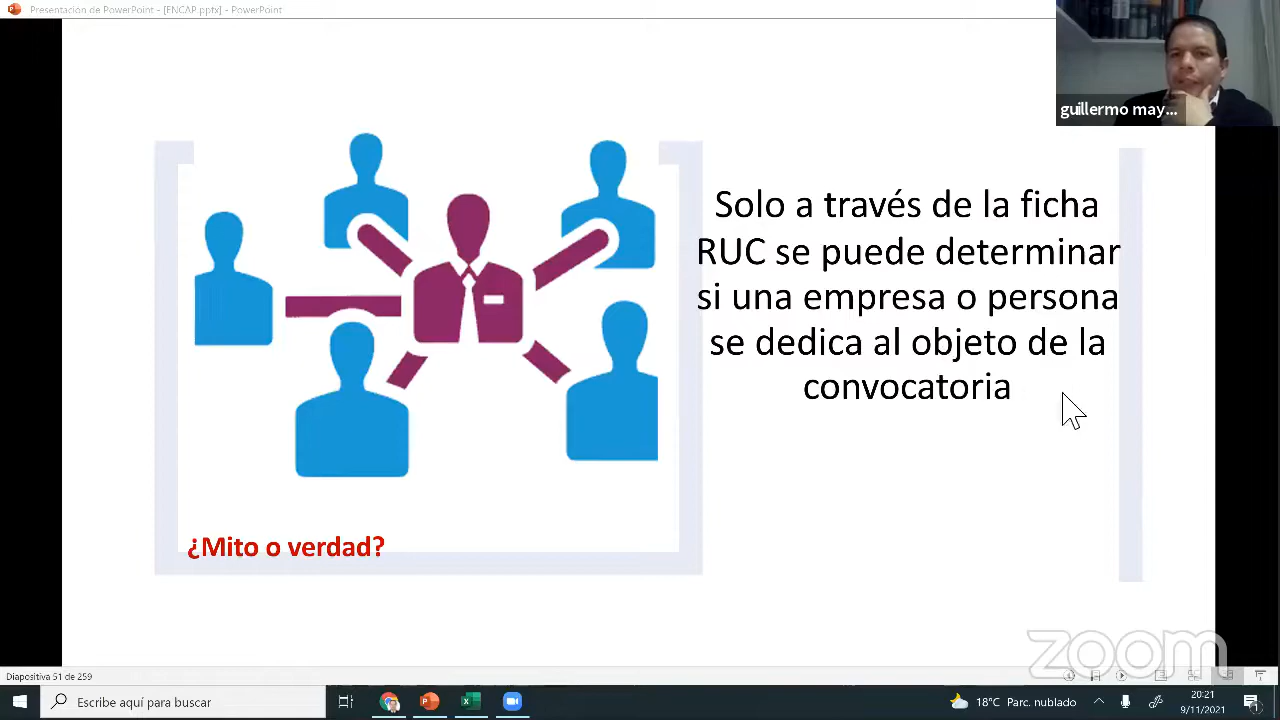 Presentación de PowerPoint - [ENCAP.pptx] - PowerPoint
guillermo may...
Solo a través de la ficha
RUC se puede determinar
si una empresa o persona
se dedica al objeto de la
convocatoria
¿Mito o verdad?
zoom
Diapositiva 51 de 259
Escribe aquí para buscar
18°C Parc. nublado
20:21
9/11/2021
1